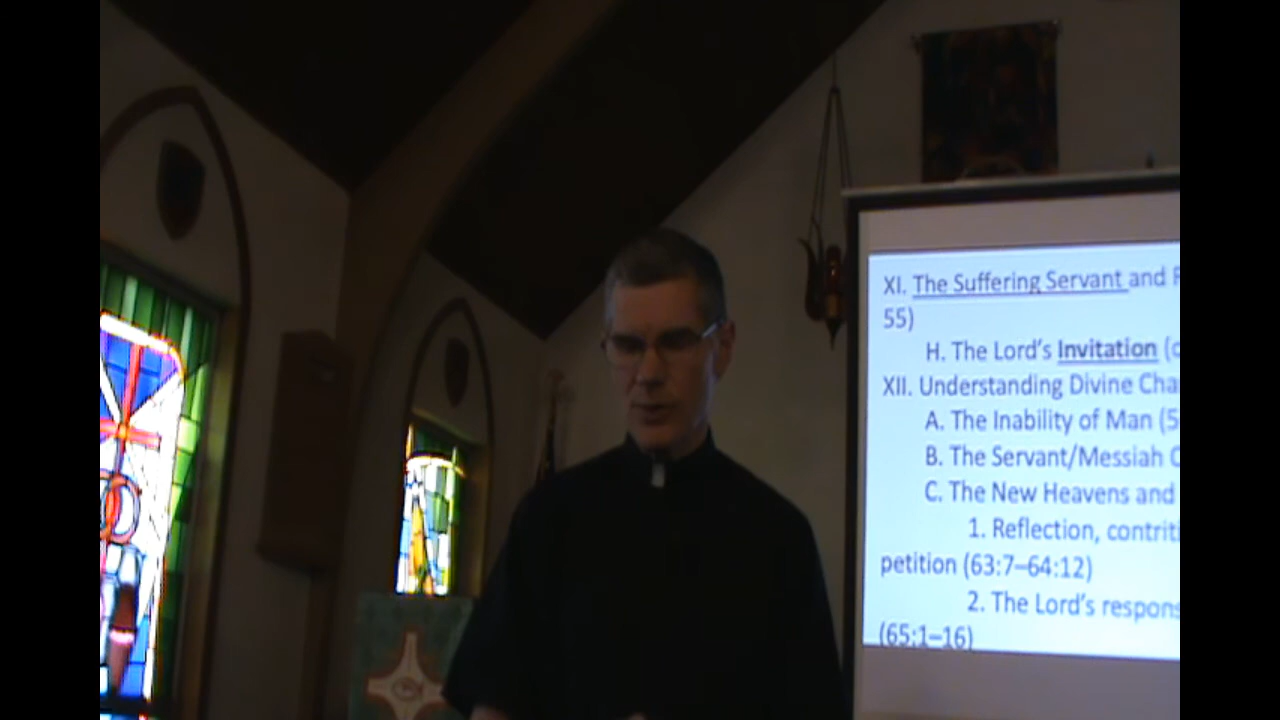 XI. The Suffering Servant and
55)
H. The Lord's Invitation (
XII. Understanding Divine
A. The Inability of Man (5
B. The Servant/Messiah
C. The New Heavens and
1. Reflection,
petition (63:7–64:12)
2. The Lord's
(65:1–16)